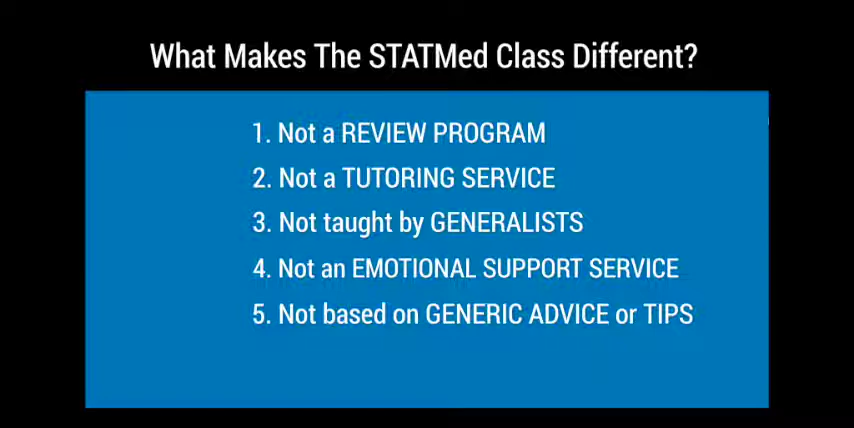 What Makes The STATMed Class Different?
1. Not a REVIEW PROGRAM
2. Not a TUTORING SERVICE
3. Not taught by GENERALISTS
4. Not an EMOTIONAL SUPPORT SERVICE
5. Not based on GENERIC ADVICE or TIPS